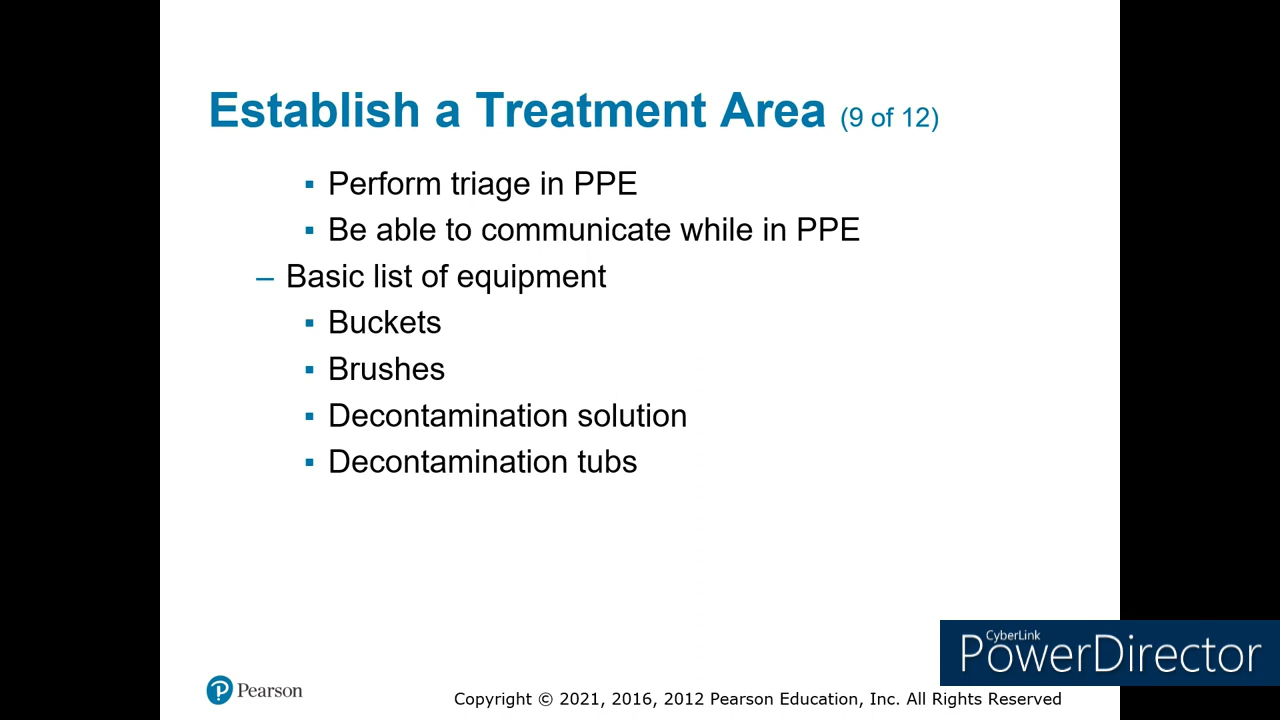 Establish a Treatment Area (9 of 12)
▪ Perform triage in PPE
▪ Be able to communicate while in PPE
– Basic list of equipment
▪ Buckets
▪ Brushes
▪ Decontamination solution
▪ Decontamination tubs
CyberLink
PowerDirector
Pearson
Copyright © 2021, 2016, 2012 Pearson Education, Inc. All Rights Reserved